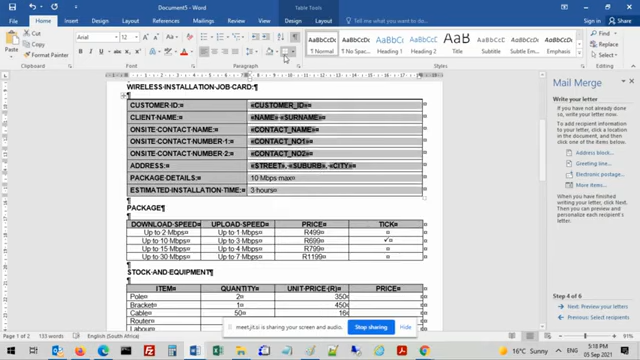 Document5 - Word
Table Tools
File
Design
Layout
Tell me what you want to do...
Sign in
Share
Paste
Cut
Copy
Format Painter
Clipboard
Font
Paragraph
Styles
Editing
¶ Normal
¶ No Spac...
Heading 1
Heading 2
Title
Subtitle
Subtle Em...
Emphasis
Find
Replace
Select
WIRELESS·INSTALLATION·JOB·CARD:¶
¶
CUSTOMER·ID:¤ «CUSTOMER_ID»¤
CLIENT·NAME:¤ «NAME»·«SURNAME»¤
ONSITE·CONTACT·NAME:¤ «CONTACT_NAME»¤
ONSITE·CONTACT·NUMBER·1:¤ «CONTACT_NO1»¤
ONSITE·CONTACT·NUMBER·2:¤ «CONTACT_NO2»¤
ADDRESS:¤ «STREET»,·«SUBURB»,·«CITY»¤
PACKAGE·DETAILS:¤ 10·Mbps·max¤
ESTIMATED·INSTALLATION·TIME:¤ 3·hours¤
¶
PACKAGE¶
¶
DOWNLOAD·SPEED¤ UPLOAD·SPEED¤ PRICE¤ TICK¤
Up·to·5·Mbps¤ Up·to·1·Mbps¤ R499¤ ¤
Up·to·10·Mbps¤ Up·to·3·Mbps¤ R699¤ ✓¤
Up·to·15·Mbps¤ Up·to·4·Mbps¤ R799¤ ¤
Up·to·30·Mbps¤ Up·to·7·Mbps¤ R1199¤ ¤
¶
STOCK·AND·EQUIPMENT¶
¶
ITEM¤ QUANTITY¤ UNIT·PRICE·(R)¤ PRICE¤
Pole:¤ 2¤ 350¤
Bracket¤ 1¤ 450¤
Cable:¤ 50¤ 16¤
Router:¤
Labour¤
Mail Merge
Write your letter
If you have not already done so, write your letter now.
To add recipient information to your letter, click a location in the document, and then click one of the items below.
Address block...
Greeting line...
Electronic postage...
More items...
When you have finished writing your letter, click Next. Then you can preview and personalize each recipient's letter.
Step 4 of 6
Next: Preview your letters
Previous: Select recipients
meet.jit.si is sharing your screen and audio.
Stop sharing
Hide
Page 1 of 2
133 words
English (South Africa)
91%
16°C Sunny
5:18 PM
05 Sep 2021